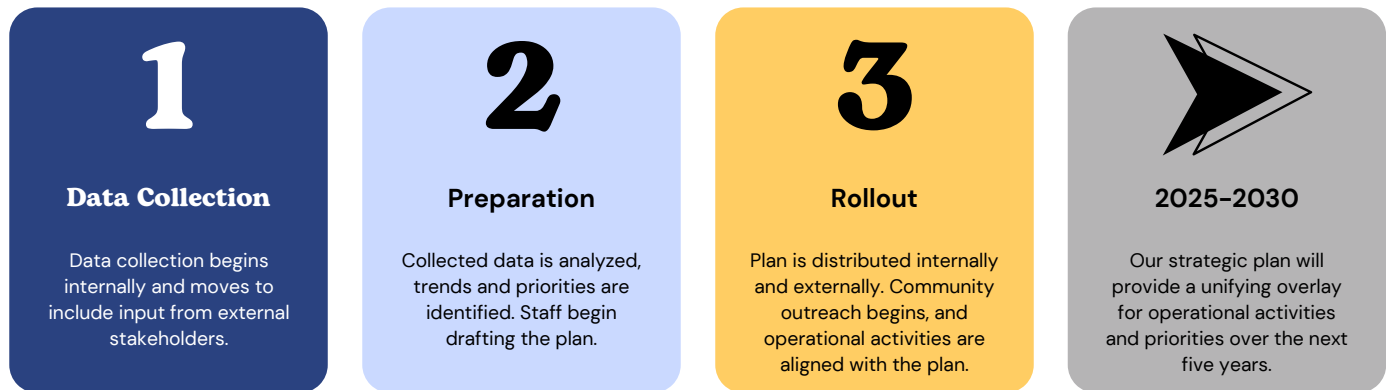 1
Data Collection
Data collection begins
internally and moves to
include input from external
stakeholders.
2
Preparation
Collected data is analyzed,
trends and priorities are
identified. Staff begin
drafting the plan.
3
Rollout
Plan is distributed internally
and externally. Community
outreach begins, and
operational activities are
aligned with the plan.
2025-2030
Our strategic plan will
provide a unifying overlay
for operational activities
and priorities over the next
five years.